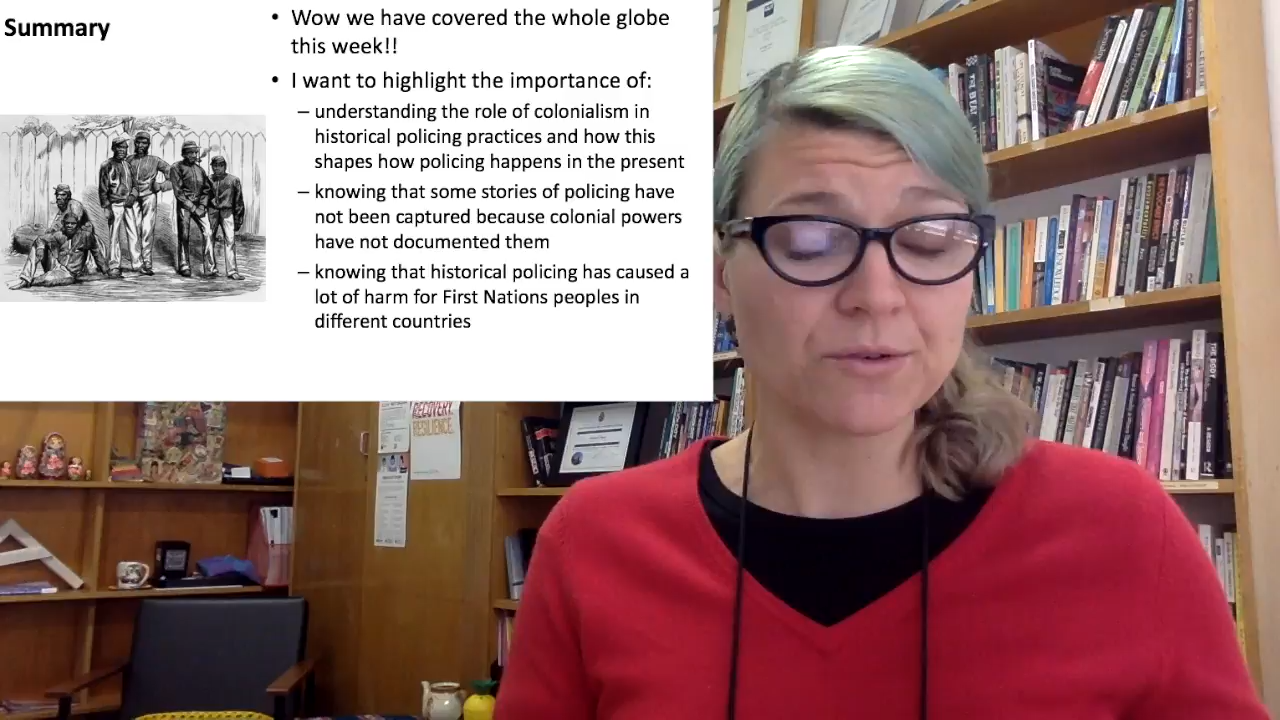 Summary
• Wow we have covered the whole globe
this week!!
• I want to highlight the importance of:
– understanding the role of colonialism in
historical policing practices and how this
shapes how policing happens in the present
– knowing that some stories of policing have
not been captured because colonial powers
have not documented them
– knowing that historical policing has caused a
lot of harm for First Nations peoples in
different countries
RECOVERY.
RESILIENCE.